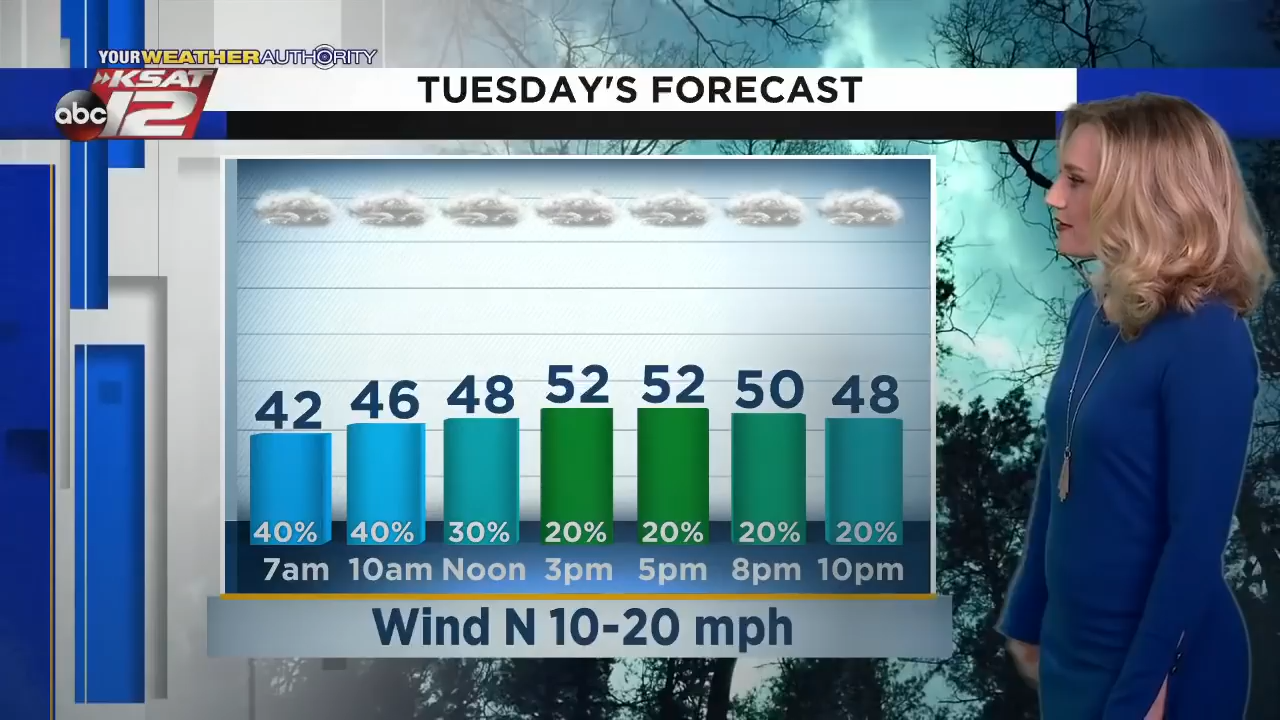 YOUR WEATHER AUTHORITY
KSAT
abc 12
TUESDAY'S FORECAST
42 46 48 52 52 50 48
40% 40% 30% 20% 20% 20% 20%
7am 10am Noon 3pm 5pm 8pm 10pm
Wind N 10-20 mph